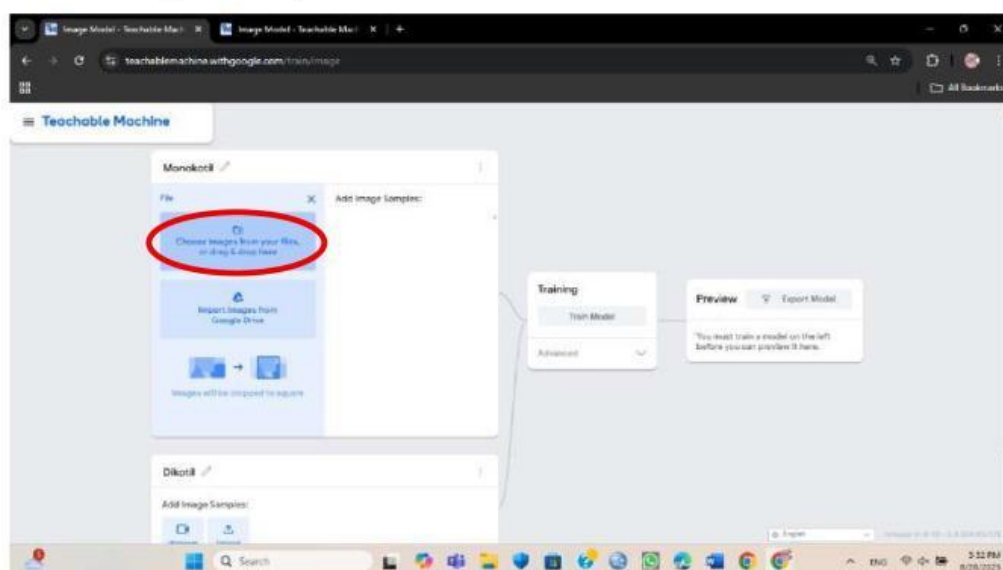 Image Model - Teachable Mach
Image Model - Teachable Mach
teachablemachine.withgoogle.com/train/image
All Bookmarks
Teachable Machine
Monokotil
File
Add Image Samples:
Choose images from your files,
or drag & drop here
Import images from
Google Drive
Images will be cropped to square
Training
Train Model
Advanced
Preview
Export Model
You must train a model on the left
before you can preview it here.
Dikotil
Add Image Samples:
English
Search
ENG
3:32 PM